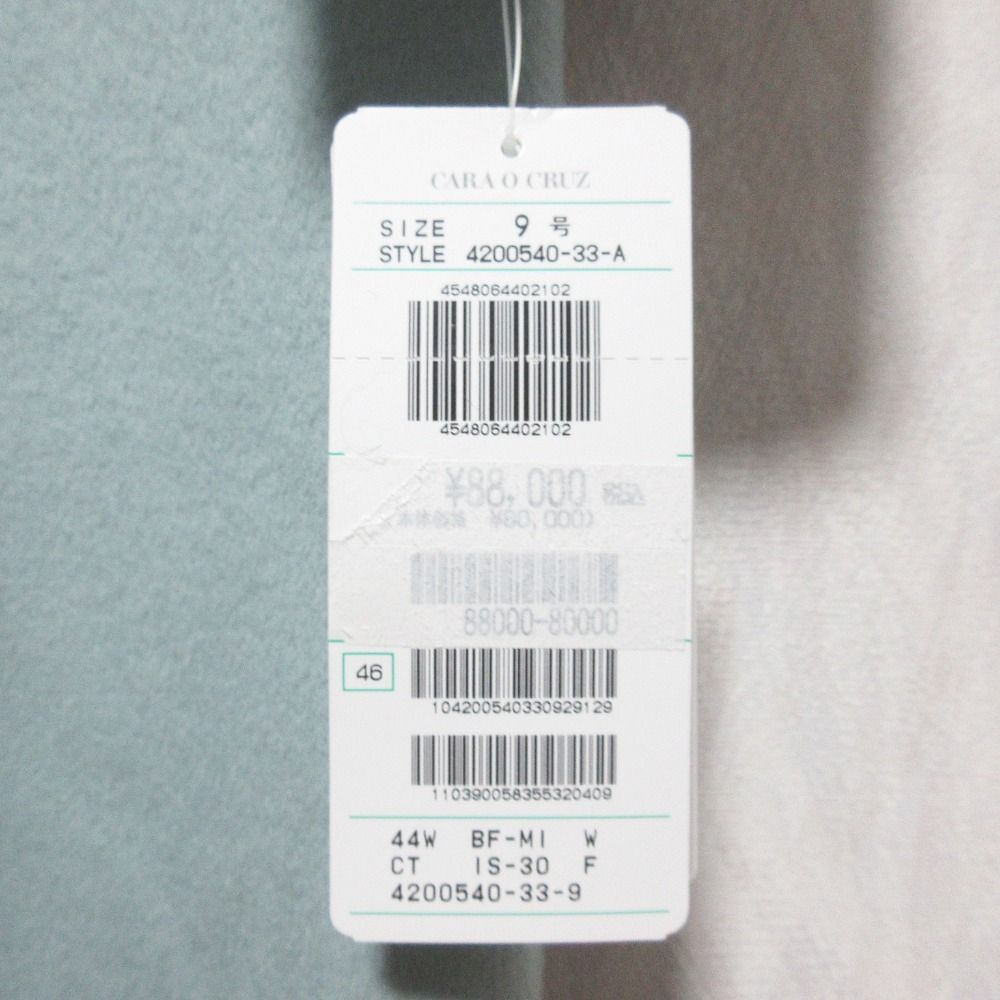 CARA O CRUZ
SIZE 9 号
STYLE 4200540-33-A
4548064402102
4548064402102
¥88,000 税込
(本体価格 ¥80,000)
88000-80000
46
104200540330929129
110390058355320409
44W BF-MI W
CT IS-30 F
4200540-33-9